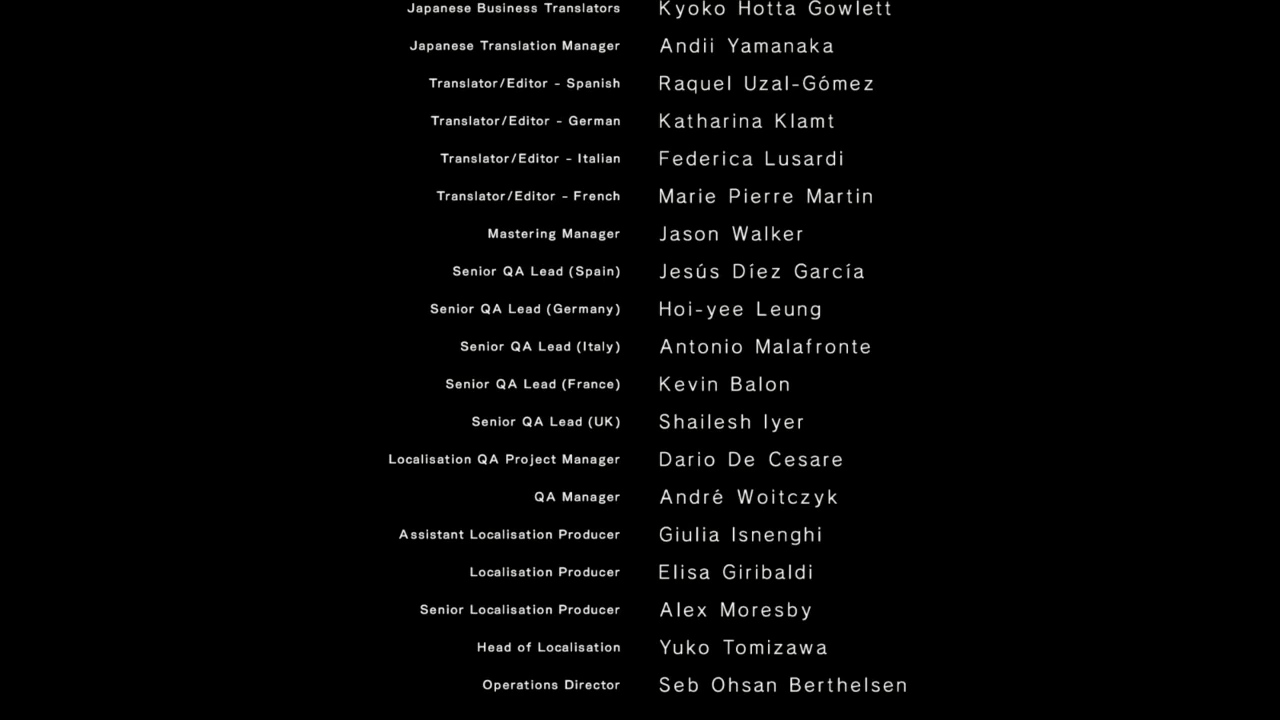 Japanese Business Translators Kyoko Hotta Gowlett
Japanese Translation Manager Andii Yamanaka
Translator/Editor - Spanish Raquel Uzal-Gómez
Translator/Editor - German Katharina Klamt
Translator/Editor - Italian Federica Lusardi
Translator/Editor - French Marie Pierre Martin
Mastering Manager Jason Walker
Senior QA Lead (Spain) Jesús Díez García
Senior QA Lead (Germany) Hoi-yee Leung
Senior QA Lead (Italy) Antonio Malafronte
Senior QA Lead (France) Kevin Balon
Senior QA Lead (UK) Shailesh Iyer
Localisation QA Project Manager Dario De Cesare
QA Manager André Woitczyk
Assistant Localisation Producer Giulia Isnenghi
Localisation Producer Elisa Giribaldi
Senior Localisation Producer Alex Moresby
Head of Localisation Yuko Tomizawa
Operations Director Seb Ohsan Berthelsen